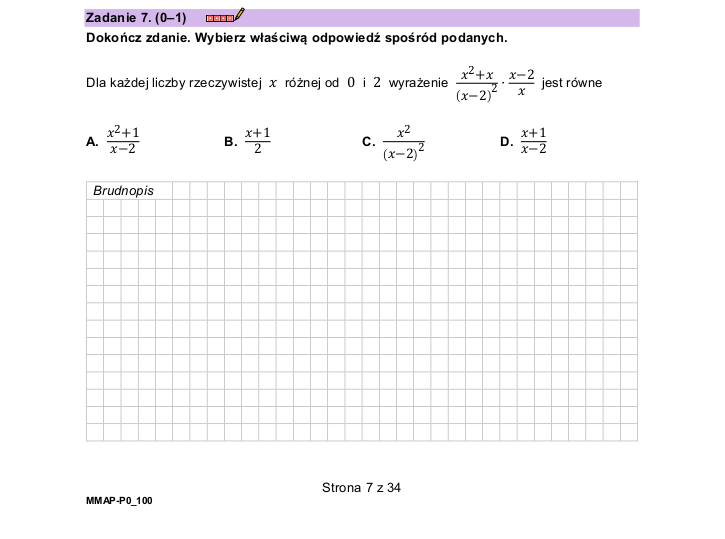 Zadanie 7. (0–1)
Dokończ zdanie. Wybierz właściwą odpowiedź spośród podanych.
Dla każdej liczby rzeczywistej x różnej od 0 i 2 wyrażenie \frac{x^2+x}{(x-2)^2} \cdot \frac{x-2}{x} jest równe
A. \frac{x^2+1}{x-2} B. \frac{x+1}{2} C. \frac{x^2}{(x-2)^2} D. \frac{x+1}{x-2}
Brudnopis
Strona 7 z 34
MMAP-P0_100